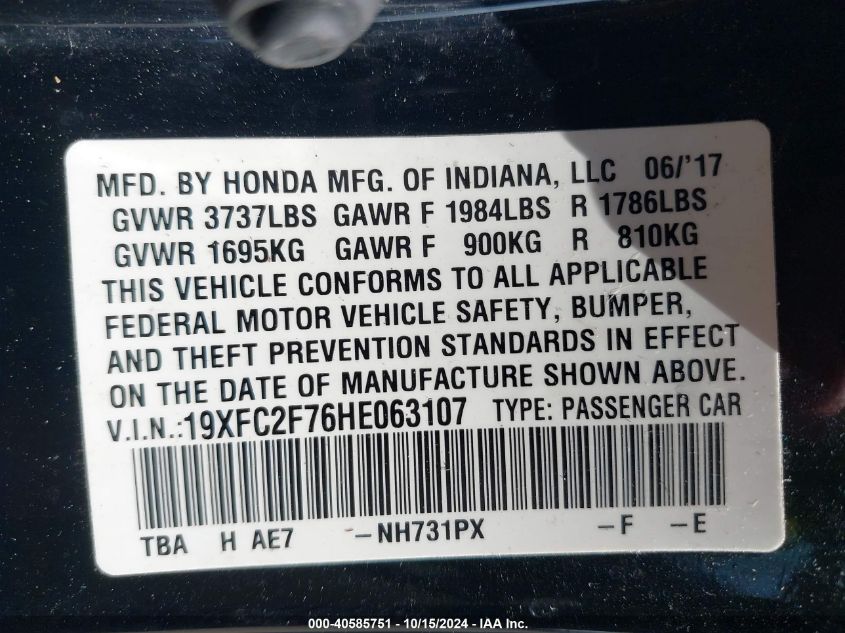 MFD. BY HONDA MFG. OF INDIANA, LLC 06/'17
GVWR 3737LBS GAWR F 1984LBS R 1786LBS
GVWR 1695KG GAWR F 900KG R 810KG
THIS VEHICLE CONFORMS TO ALL APPLICABLE
FEDERAL MOTOR VEHICLE SAFETY, BUMPER,
AND THEFT PREVENTION STANDARDS IN EFFECT
ON THE DATE OF MANUFACTURE SHOWN ABOVE.
V.I.N.:19XFC2F76HE063107 TYPE: PASSENGER CAR
TBA H AE7 -NH731PX -F -E
000-40585751 - 10/15/2024 - IAA Inc.